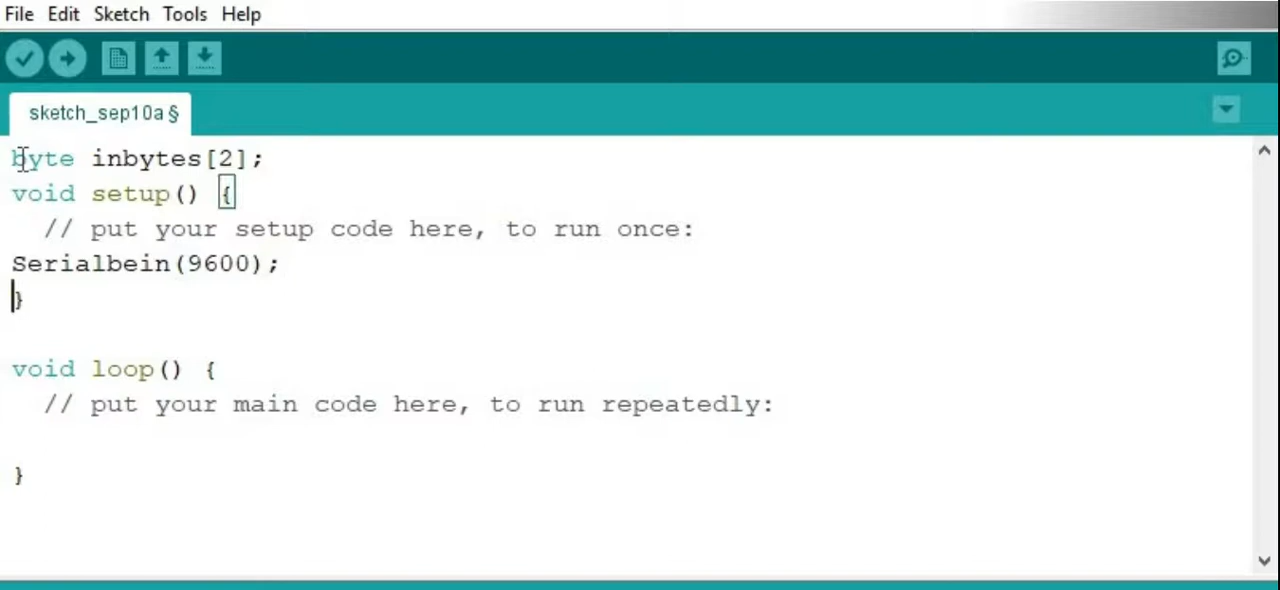 File Edit Sketch Tools Help
sketch_sep10a §
byte inbytes[2];
void setup() {
// put your setup code here, to run once:
Serialbein(9600);
}
void loop() {
// put your main code here, to run repeatedly:
}